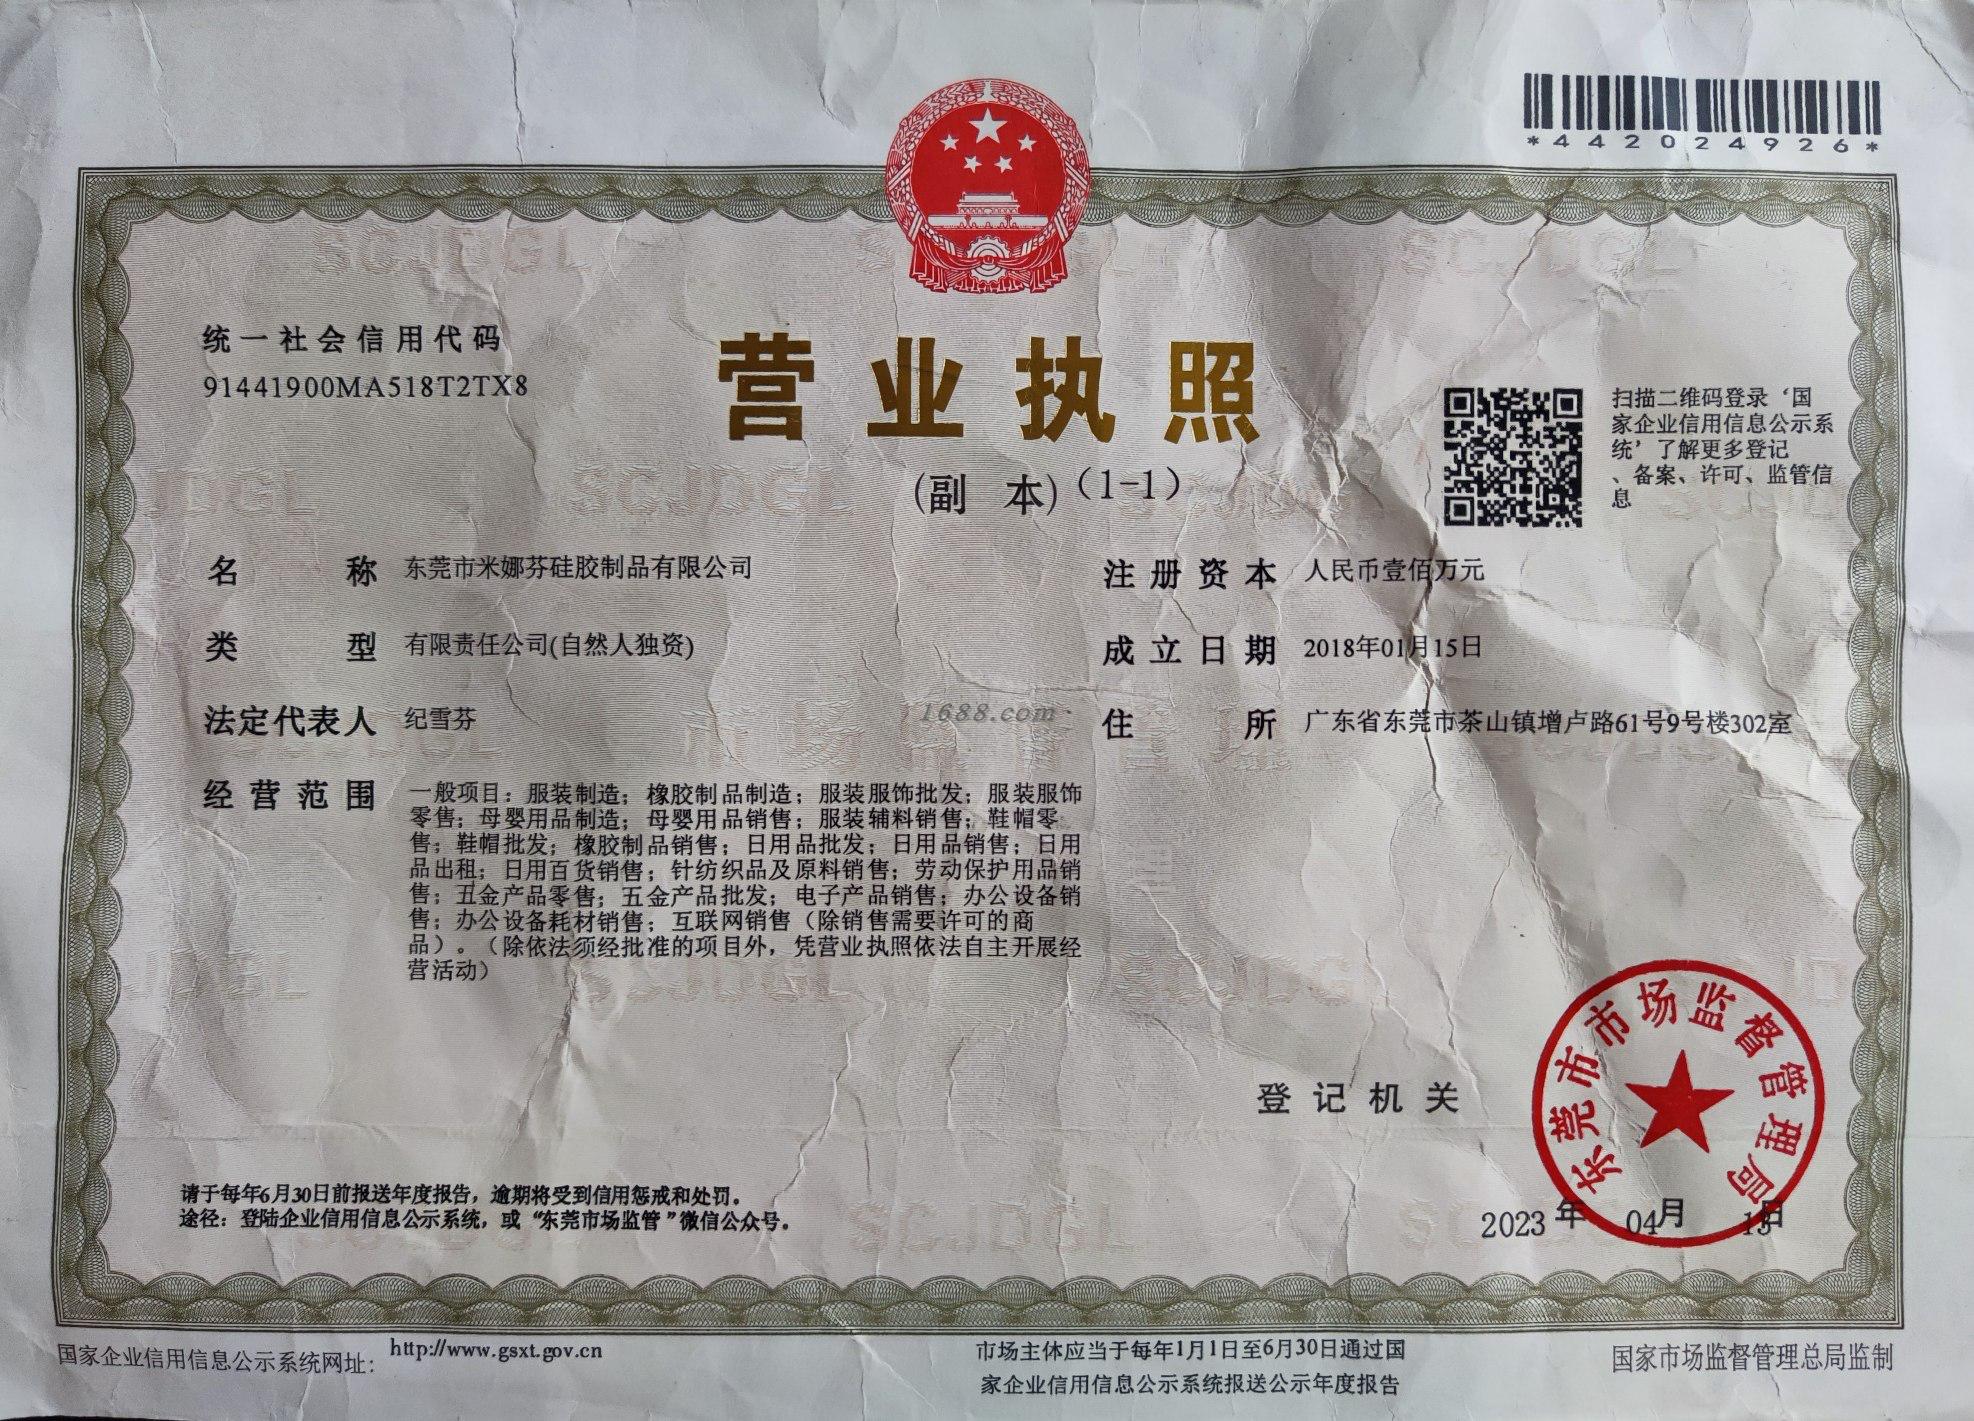 *442024926*
统一社会信用代码
91441900MA518T2TX8
营业执照
(副 本)（1-1）
扫描二维码登录‘国
家企业信用信息公示系
统’了解更多登记
、备案、许可、监管信
息
名 称 东莞市米娜芬硅胶制品有限公司
类 型 有限责任公司(自然人独资)
法定代表人 纪雪芬
经营范围 一般项目：服装制造；橡胶制品制造；服装服饰批发；服装服饰
零售；母婴用品制造；母婴用品销售；服装辅料销售；鞋帽零
售；鞋帽批发；橡胶制品销售；日用品批发；日用品销售；日用
品出租；日用百货销售；针纺织品及原料销售；劳动保护用品销
售；五金产品零售；五金产品批发；电子产品销售；办公设备销
售；办公设备耗材销售；互联网销售（除销售需要许可的商
品）。（除依法须经批准的项目外，凭营业执照依法自主开展经
营活动）
注册资本 人民币壹佰万元
成立日期 2018年01月15日
住 所 广东省东莞市茶山镇增卢路61号9号楼302室
1688.com
登记机关
东莞市市场监督管理局
2023年 04月 日
请于每年6月30日前报送年度报告，逾期将受到信用惩戒和处罚。
途径：登陆企业信用信息公示系统，或“东莞市场监管”微信公众号。
国家企业信用信息公示系统网址： http://www.gsxt.gov.cn
市场主体应当于每年1月1日至6月30日通过国
家企业信用信息公示系统报送公示年度报告
国家市场监督管理总局监制